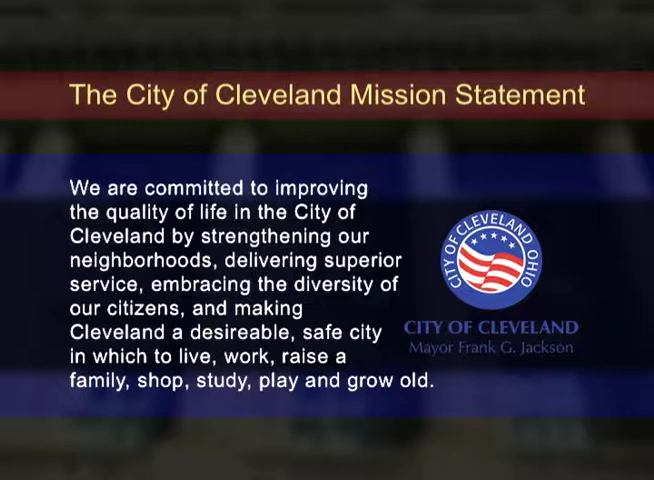 The City of Cleveland Mission Statement
We are committed to improving
the quality of life in the City of
Cleveland by strengthening our
neighborhoods, delivering superior
service, embracing the diversity of
our citizens, and making
Cleveland a desireable, safe city
in which to live, work, raise a
family, shop, study, play and grow old.
CITY OF CLEVELAND OHIO
CITY OF CLEVELAND
Mayor Frank G. Jackson